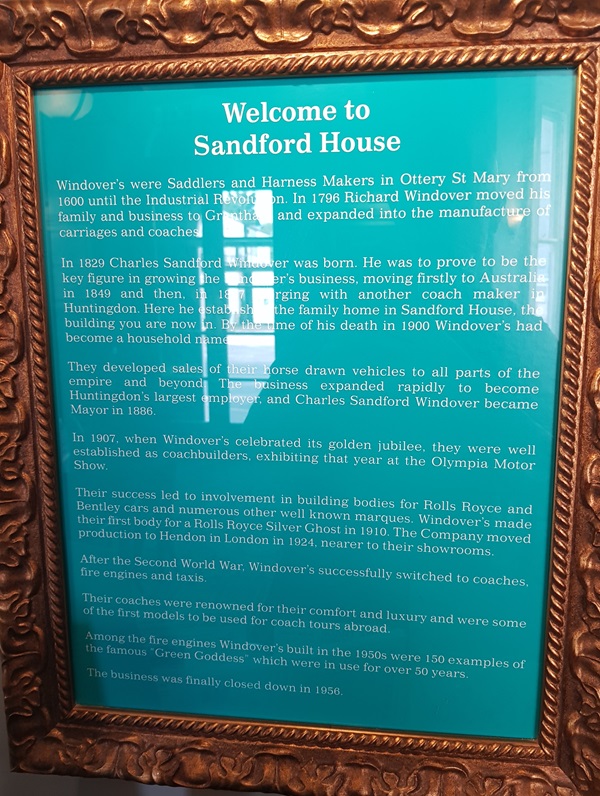 Welcome to
Sandford House
Windover's were Saddlers and Harness Makers in Ottery St Mary from
1600 until the Industrial Revolution. In 1796 Richard Windover moved his
family and business to Grantham and expanded into the manufacture of
carriages and coaches.
In 1829 Charles Sandford Windover was born. He was to prove to be the
key figure in growing the Windover's business, moving firstly to Australia
in 1849 and then, in merging with another coach maker in
Huntingdon. Here he established the family home in Sandford House, the
building you are now in. By the time of his death in 1900 Windover's had
become a household name.
They developed sales of their horse drawn vehicles to all parts of the
empire and beyond. The business expanded rapidly to become
Huntingdon's largest employer, and Charles Sandford Windover became
Mayor in 1886.
In 1907, when Windover's celebrated its golden jubilee, they were well
established as coachbuilders, exhibiting that year at the Olympia Motor
Show.
Their success led to involvement in building bodies for Rolls Royce and
Bentley cars and numerous other well known marques. Windover's made
their first body for a Rolls Royce Silver Ghost in 1910. The Company moved
production to Hendon in London in 1924, nearer to their showrooms.
After the Second World War, Windover's successfully switched to coaches,
fire engines and taxis.
Their coaches were renowned for their comfort and luxury and were some
of the first models to be used for coach tours abroad.
Among the fire engines Windover's built in the 1950s were 150 examples of
the famous "Green Goddess" which were in use for over 50 years.
The business was finally closed down in 1956.